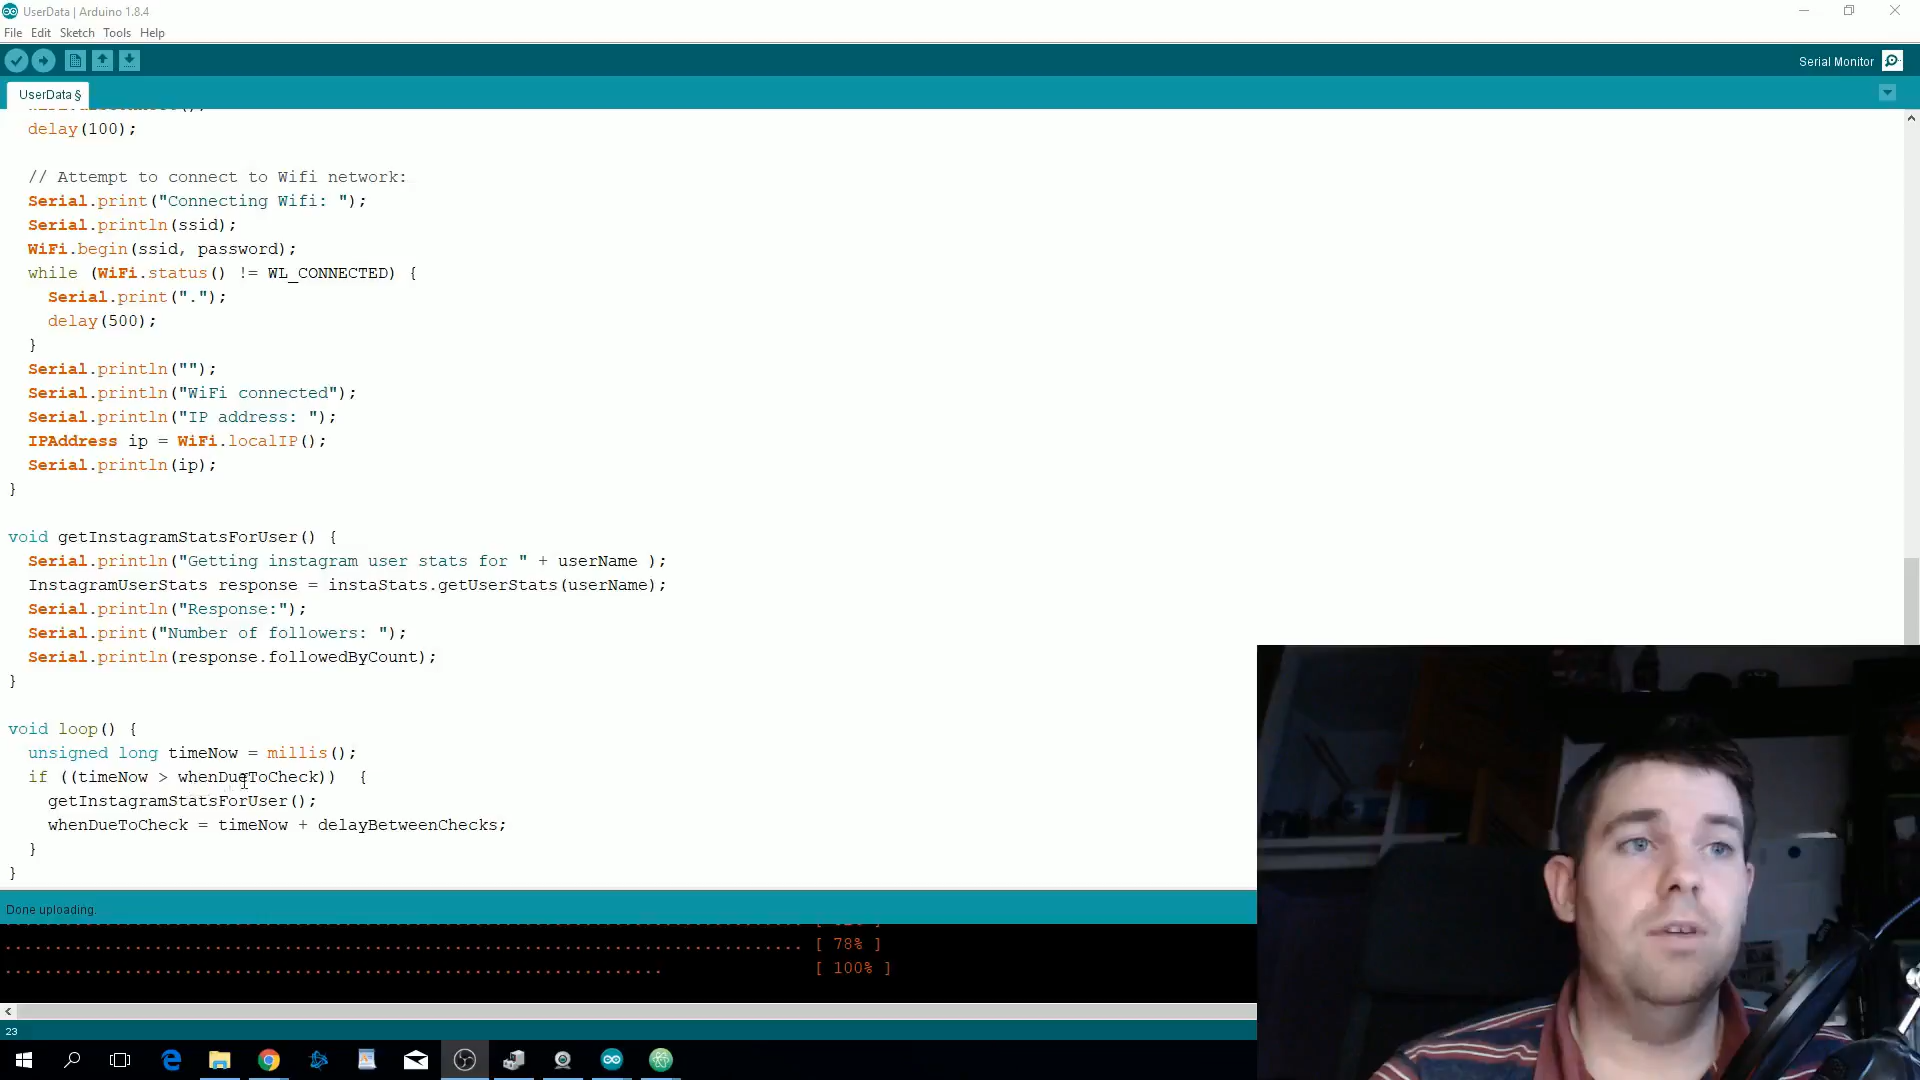 UserData | Arduino 1.8.4
File Edit Sketch Tools Help
Serial Monitor
UserData §
delay(100);
// Attempt to connect to Wifi network:
Serial.print("Connecting Wifi: ");
Serial.println(ssid);
WiFi.begin(ssid, password);
while (WiFi.status() != WL_CONNECTED) {
Serial.print(".");
delay(500);
}
Serial.println("");
Serial.println("WiFi connected");
Serial.println("IP address: ");
IPAddress ip = WiFi.localIP();
Serial.println(ip);
}
void getInstagramStatsForUser() {
Serial.println("Getting instagram user stats for " + userName );
InstagramUserStats response = instaStats.getUserStats(userName);
Serial.println("Response:");
Serial.print("Number of followers: ");
Serial.println(response.followedByCount);
}
void loop() {
unsigned long timeNow = millis();
if ((timeNow > whenDueToCheck)) {
getInstagramStatsForUser();
whenDueToCheck = timeNow + delayBetweenChecks;
}
}
Done uploading.
................................................................................ [ 78% ]
.................................................................. [ 100% ]
23